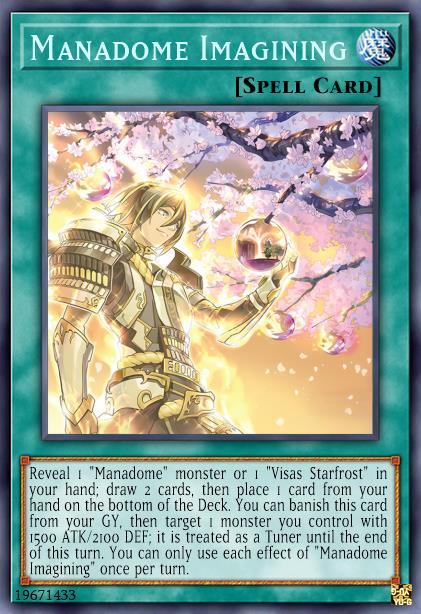 Manadome Imagining
魔
[Spell Card]
Reveal 1 "Manadome" monster or 1 "Visas Starfrost" in
your hand; draw 2 cards, then place 1 card from your
hand on the bottom of the Deck. You can banish this card
from your GY, then target 1 monster you control with
1500 ATK/2100 DEF; it is treated as a Tuner until the end
of this turn. You can only use each effect of "Manadome
Imagining" once per turn.
19671433